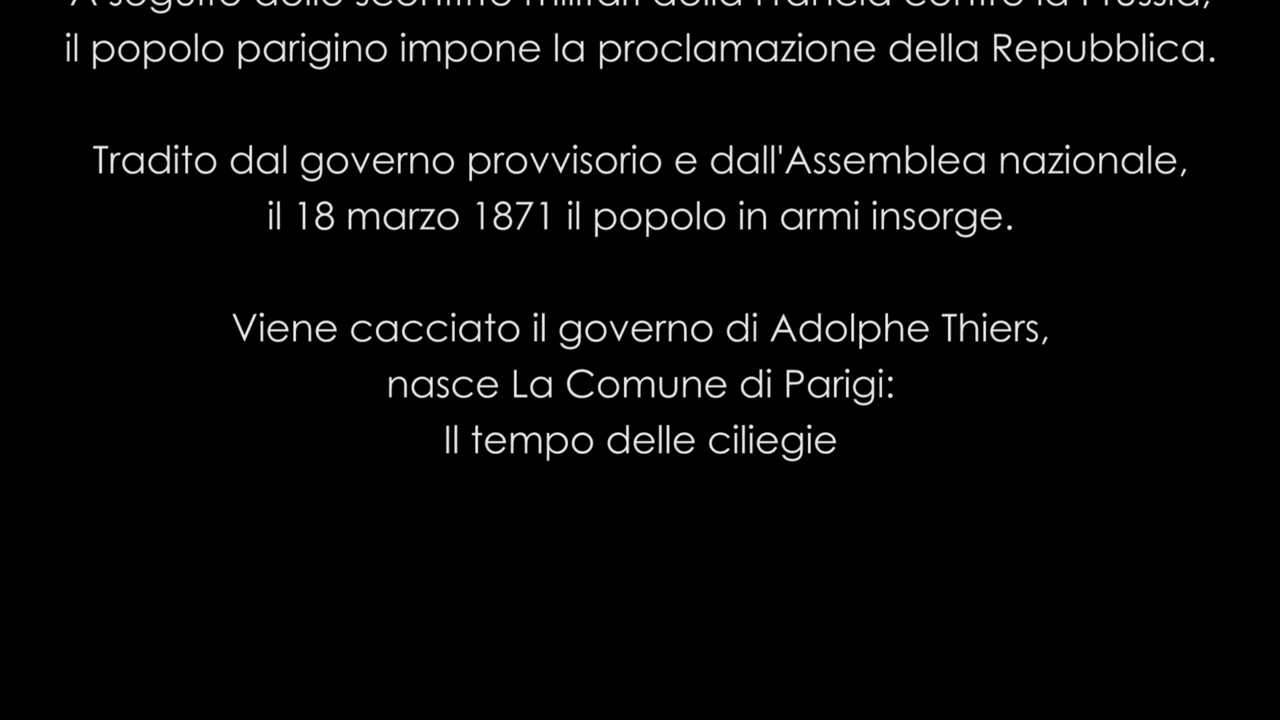 A seguito delle sconfitte militari della Francia contro la Prussia,
il popolo parigino impone la proclamazione della Repubblica.
Tradito dal governo provvisorio e dall'Assemblea nazionale,
il 18 marzo 1871 il popolo in armi insorge.
Viene cacciato il governo di Adolphe Thiers,
nasce La Comune di Parigi:
Il tempo delle ciliegie